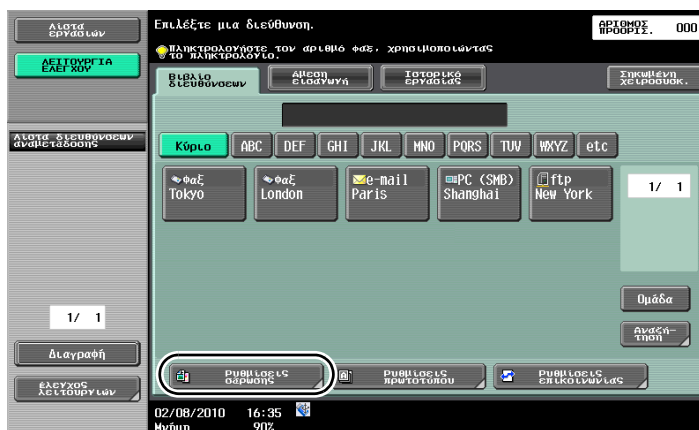 Λίστα
εργασιών
ΛΕΙΤΟΥΡΓΙΑ
ΕΛΕΓΧΟΥ
Λίστα διευθύνσεων
αναμετάδοσης
1/ 1
Διαγραφή
έλεγχος
λειτουργιών
Επιλέξτε μια διεύθυνση.
ΑΡΙΘΜΟΣ
ΠΡΟΟΡΙΣ. 000
Πληκτρολογήστε τον αριθμό φαξ, χρησιμοποιώντας
το πληκτρολόγιο.
Βιβλίο
διευθύνσεων
Αμεση
εισαγωγή
Ιστορικό
εργασίας
Σηκωμένη
χειροσυσκ.
Κύριο ABC DEF GHI JKL MNO PQRS TUV WXYZ etc
Φαξ
Tokyo
Φαξ
London
e-mail
Paris
PC (SMB)
Shanghai
ftp
New York
1/ 1
Ομάδα
Αναζή-
τηση
Ρυθμίσεις
σάρωσης
Ρυθμίσεις
πρωτοτύπου
Ρυθμίσεις
επικοινωνίας
02/08/2010 16:35
Μνήμη 90%